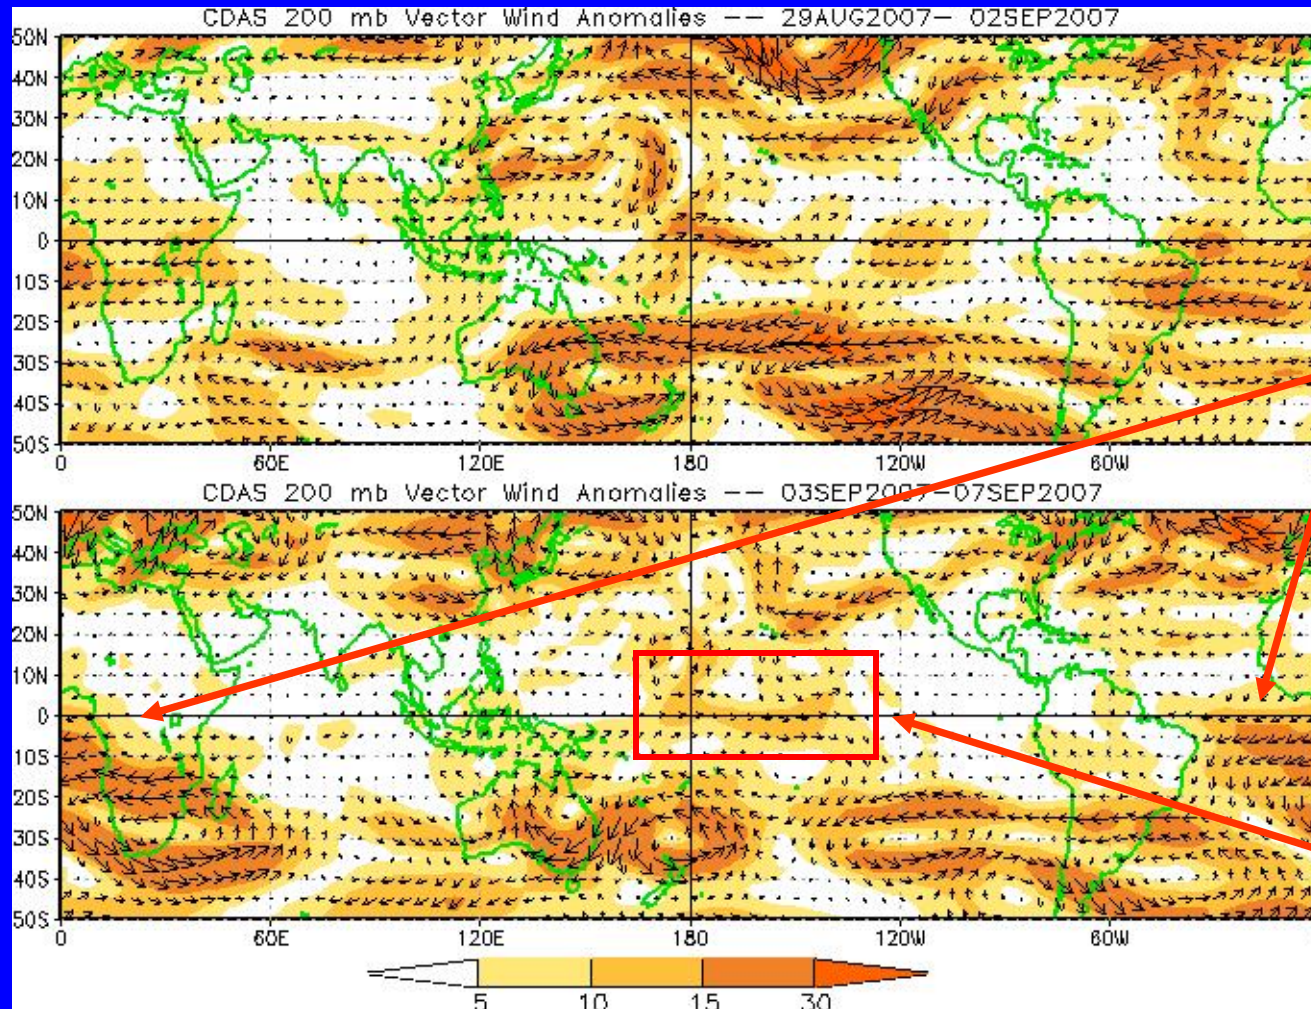 CDAS 200 mb Vector Wind Anomalies -- 29AUG2007- 02SEP2007
50N
40N
30N
20N
10N
0
10S
20S
30S
40S
50S
0 60E 120E 180 120W 60W
CDAS 200 mb Vector Wind Anomalies -- 03SEP2007-07SEP2007
50N
40N
30N
20N
10N
0
10S
20S
30S
40S
50S
0 60E 120E 180 120W 60W
5 10 15 30